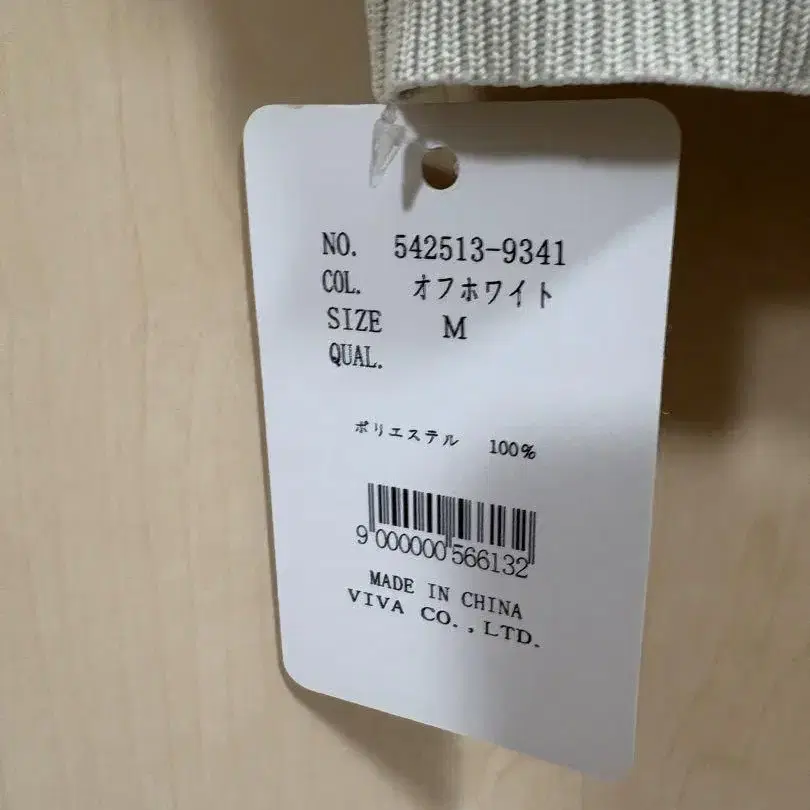 NO. 542513-9341
COL. オフホワイト
SIZE M
QUAL.
ポリエステル 100%
9 000000 566132
MADE IN CHINA
VIVA CO.,LTD.